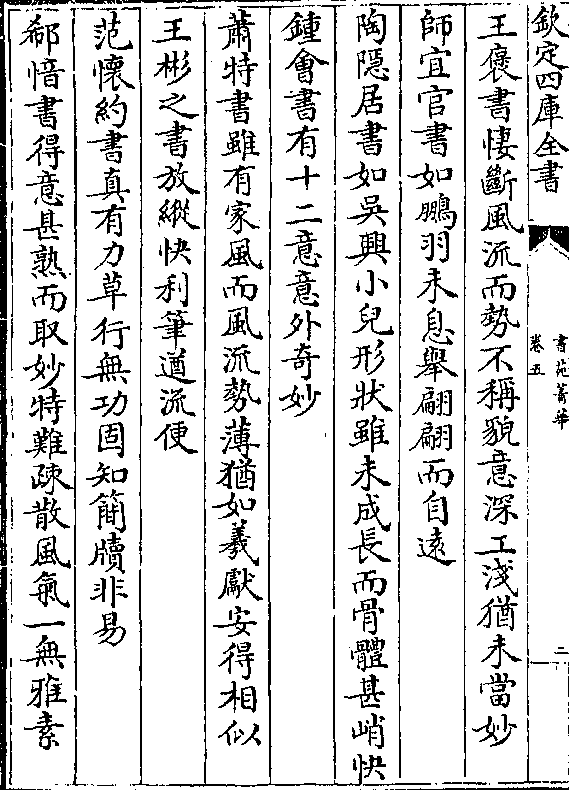 欽定四庫全書
書苑菁華
卷五
二
王褒書悽斷風流而勢不稱貌意深工淺猶未當妙
師宜官書如鵬羽未息舉翩翩而自遠
陶隱居書如吳興小兒形狀雖未成長而骨體甚峭快
鍾會書有十二意意外奇妙
蕭特書雖有家風而風流勢薄猶如羲獻安得相似
王彬之書放縱快利筆遒流便
范懷約書真有力草行無功固知簡牘非易
郗愔書得意甚熟而取妙特難疎散風氣一無雅素